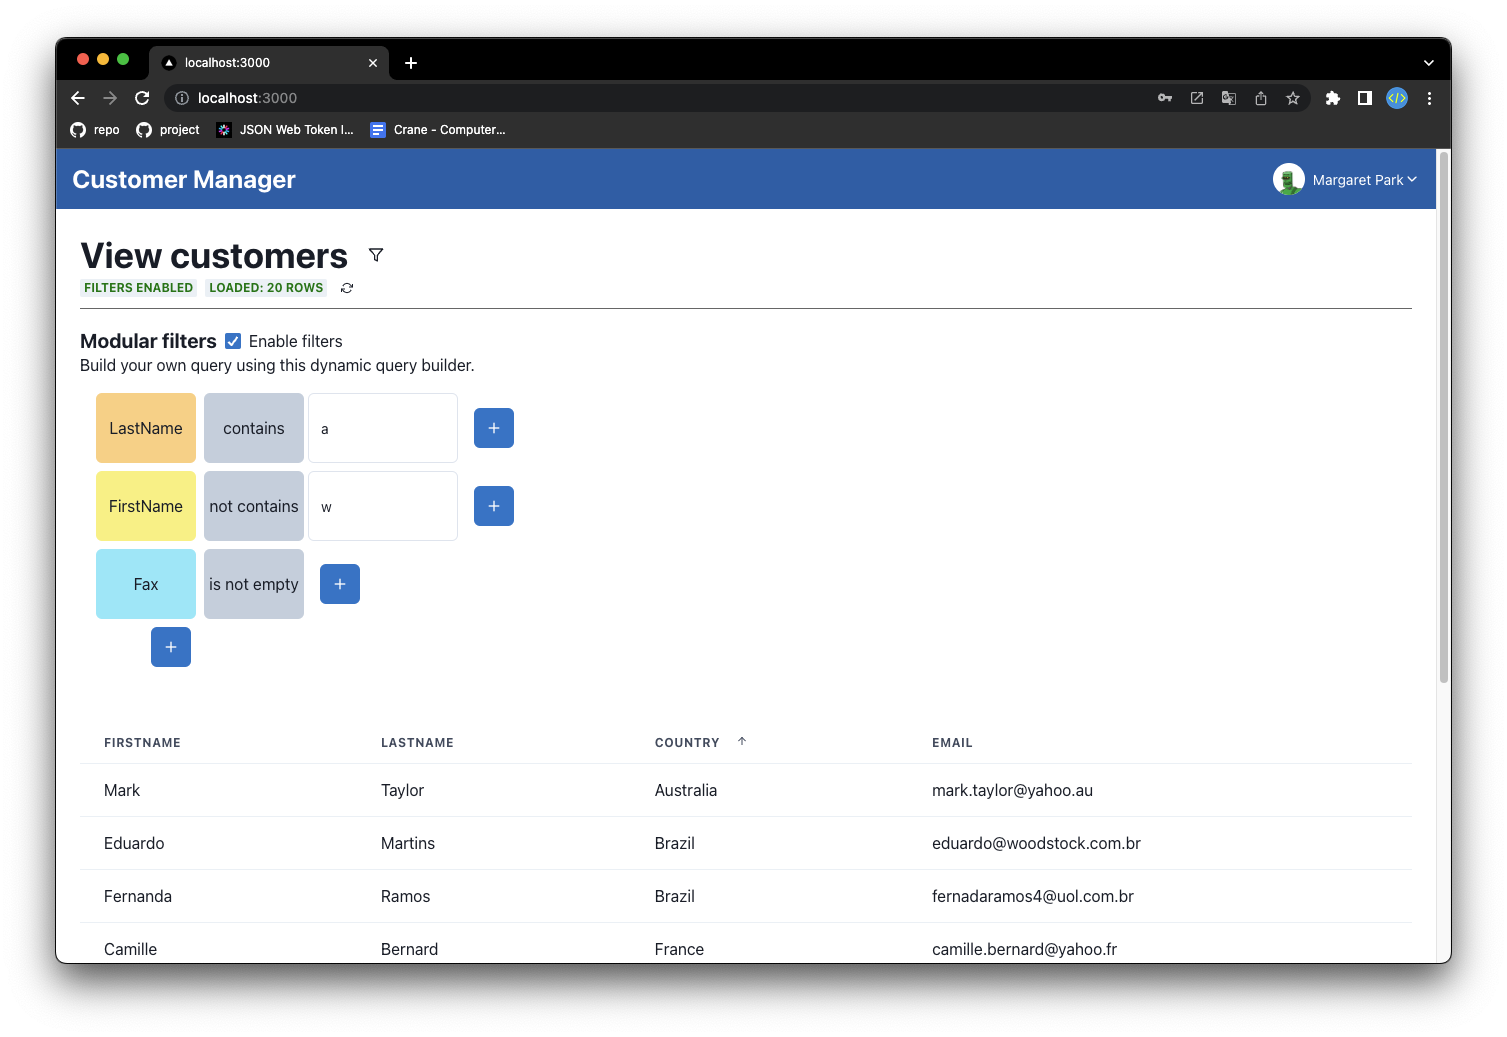 localhost:3000
localhost:3000
repo project JSON Web Token I... Crane - Computer...
Customer Manager Margaret Park
View customers
FILTERS ENABLED LOADED: 20 ROWS
Modular filters Enable filters
Build your own query using this dynamic query builder.
LastName contains a +
FirstName not contains w +
Fax is not empty +
+
FIRSTNAME LASTNAME COUNTRY EMAIL
Mark Taylor Australia mark.taylor@yahoo.au
Eduardo Martins Brazil eduardo@woodstock.com.br
Fernanda Ramos Brazil fernadaramos4@uol.com.br
Camille Bernard France camille.bernard@yahoo.fr